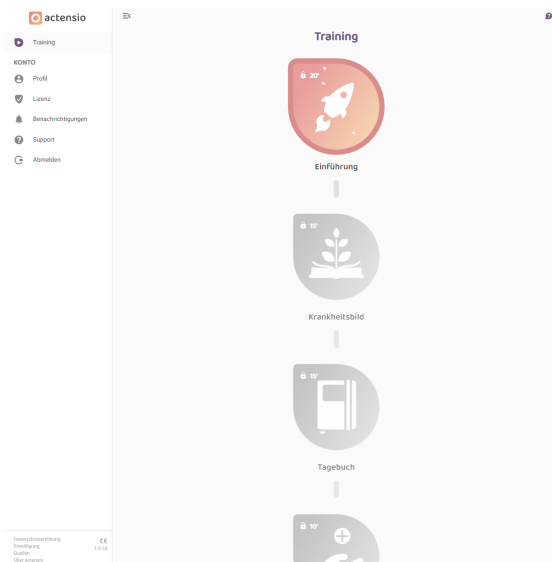 actensio
Training
KONTO
Profil
Lizenz
Benachrichtigungen
Support
Abmelden
Datenschutzerklärung
Einwilligung
Quellen
Über actensio
CE
1.0.16
Training
20'
Einführung
15'
Krankheitsbild
15'
Tagebuch
10'